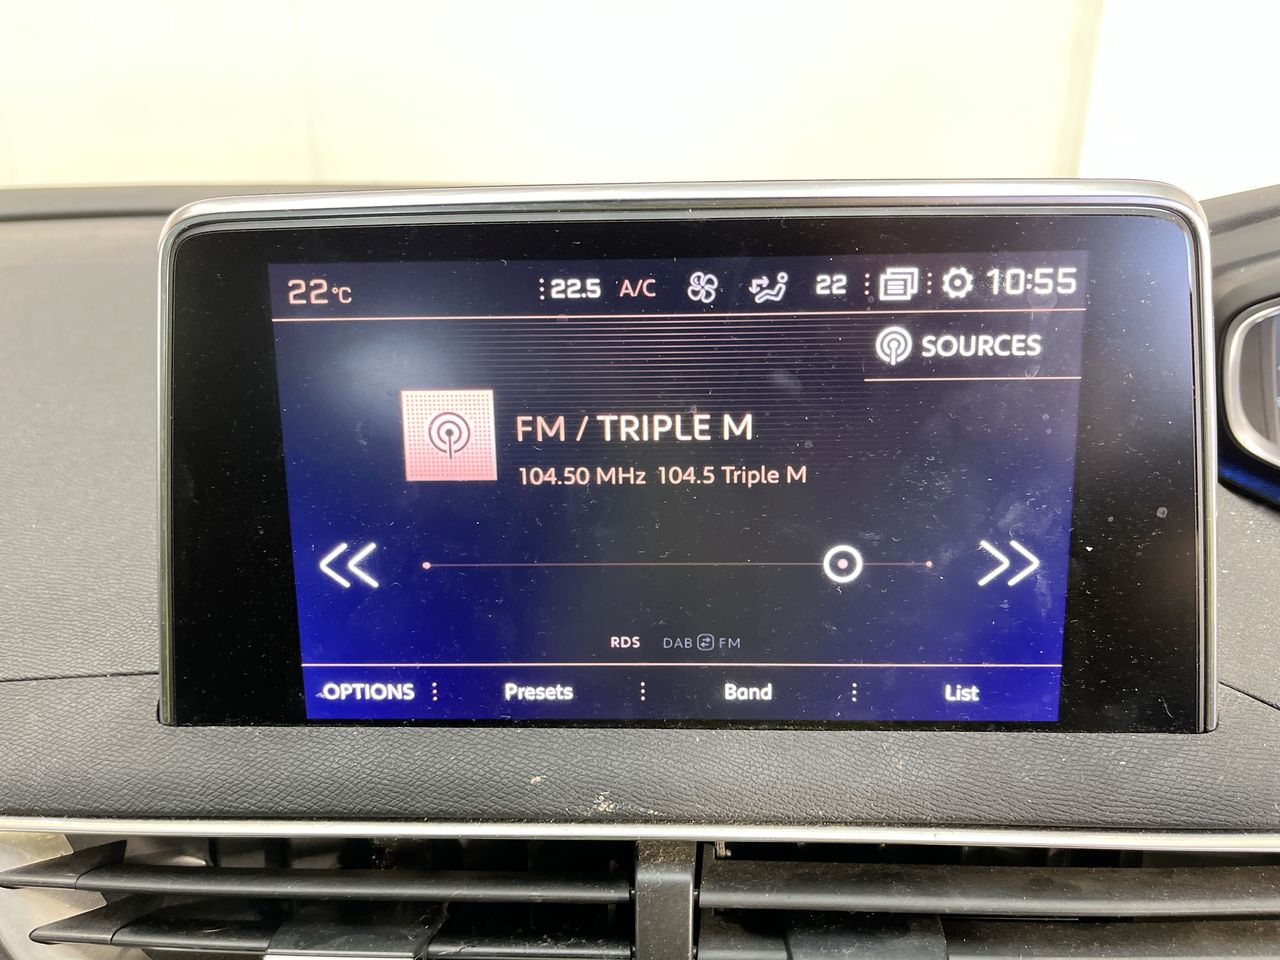 22°C 22.5 A/C 22 10:55
SOURCES
FM / TRIPLE M
104.50 MHz 104.5 Triple M
RDS DAB FM
OPTIONS Presets Band List